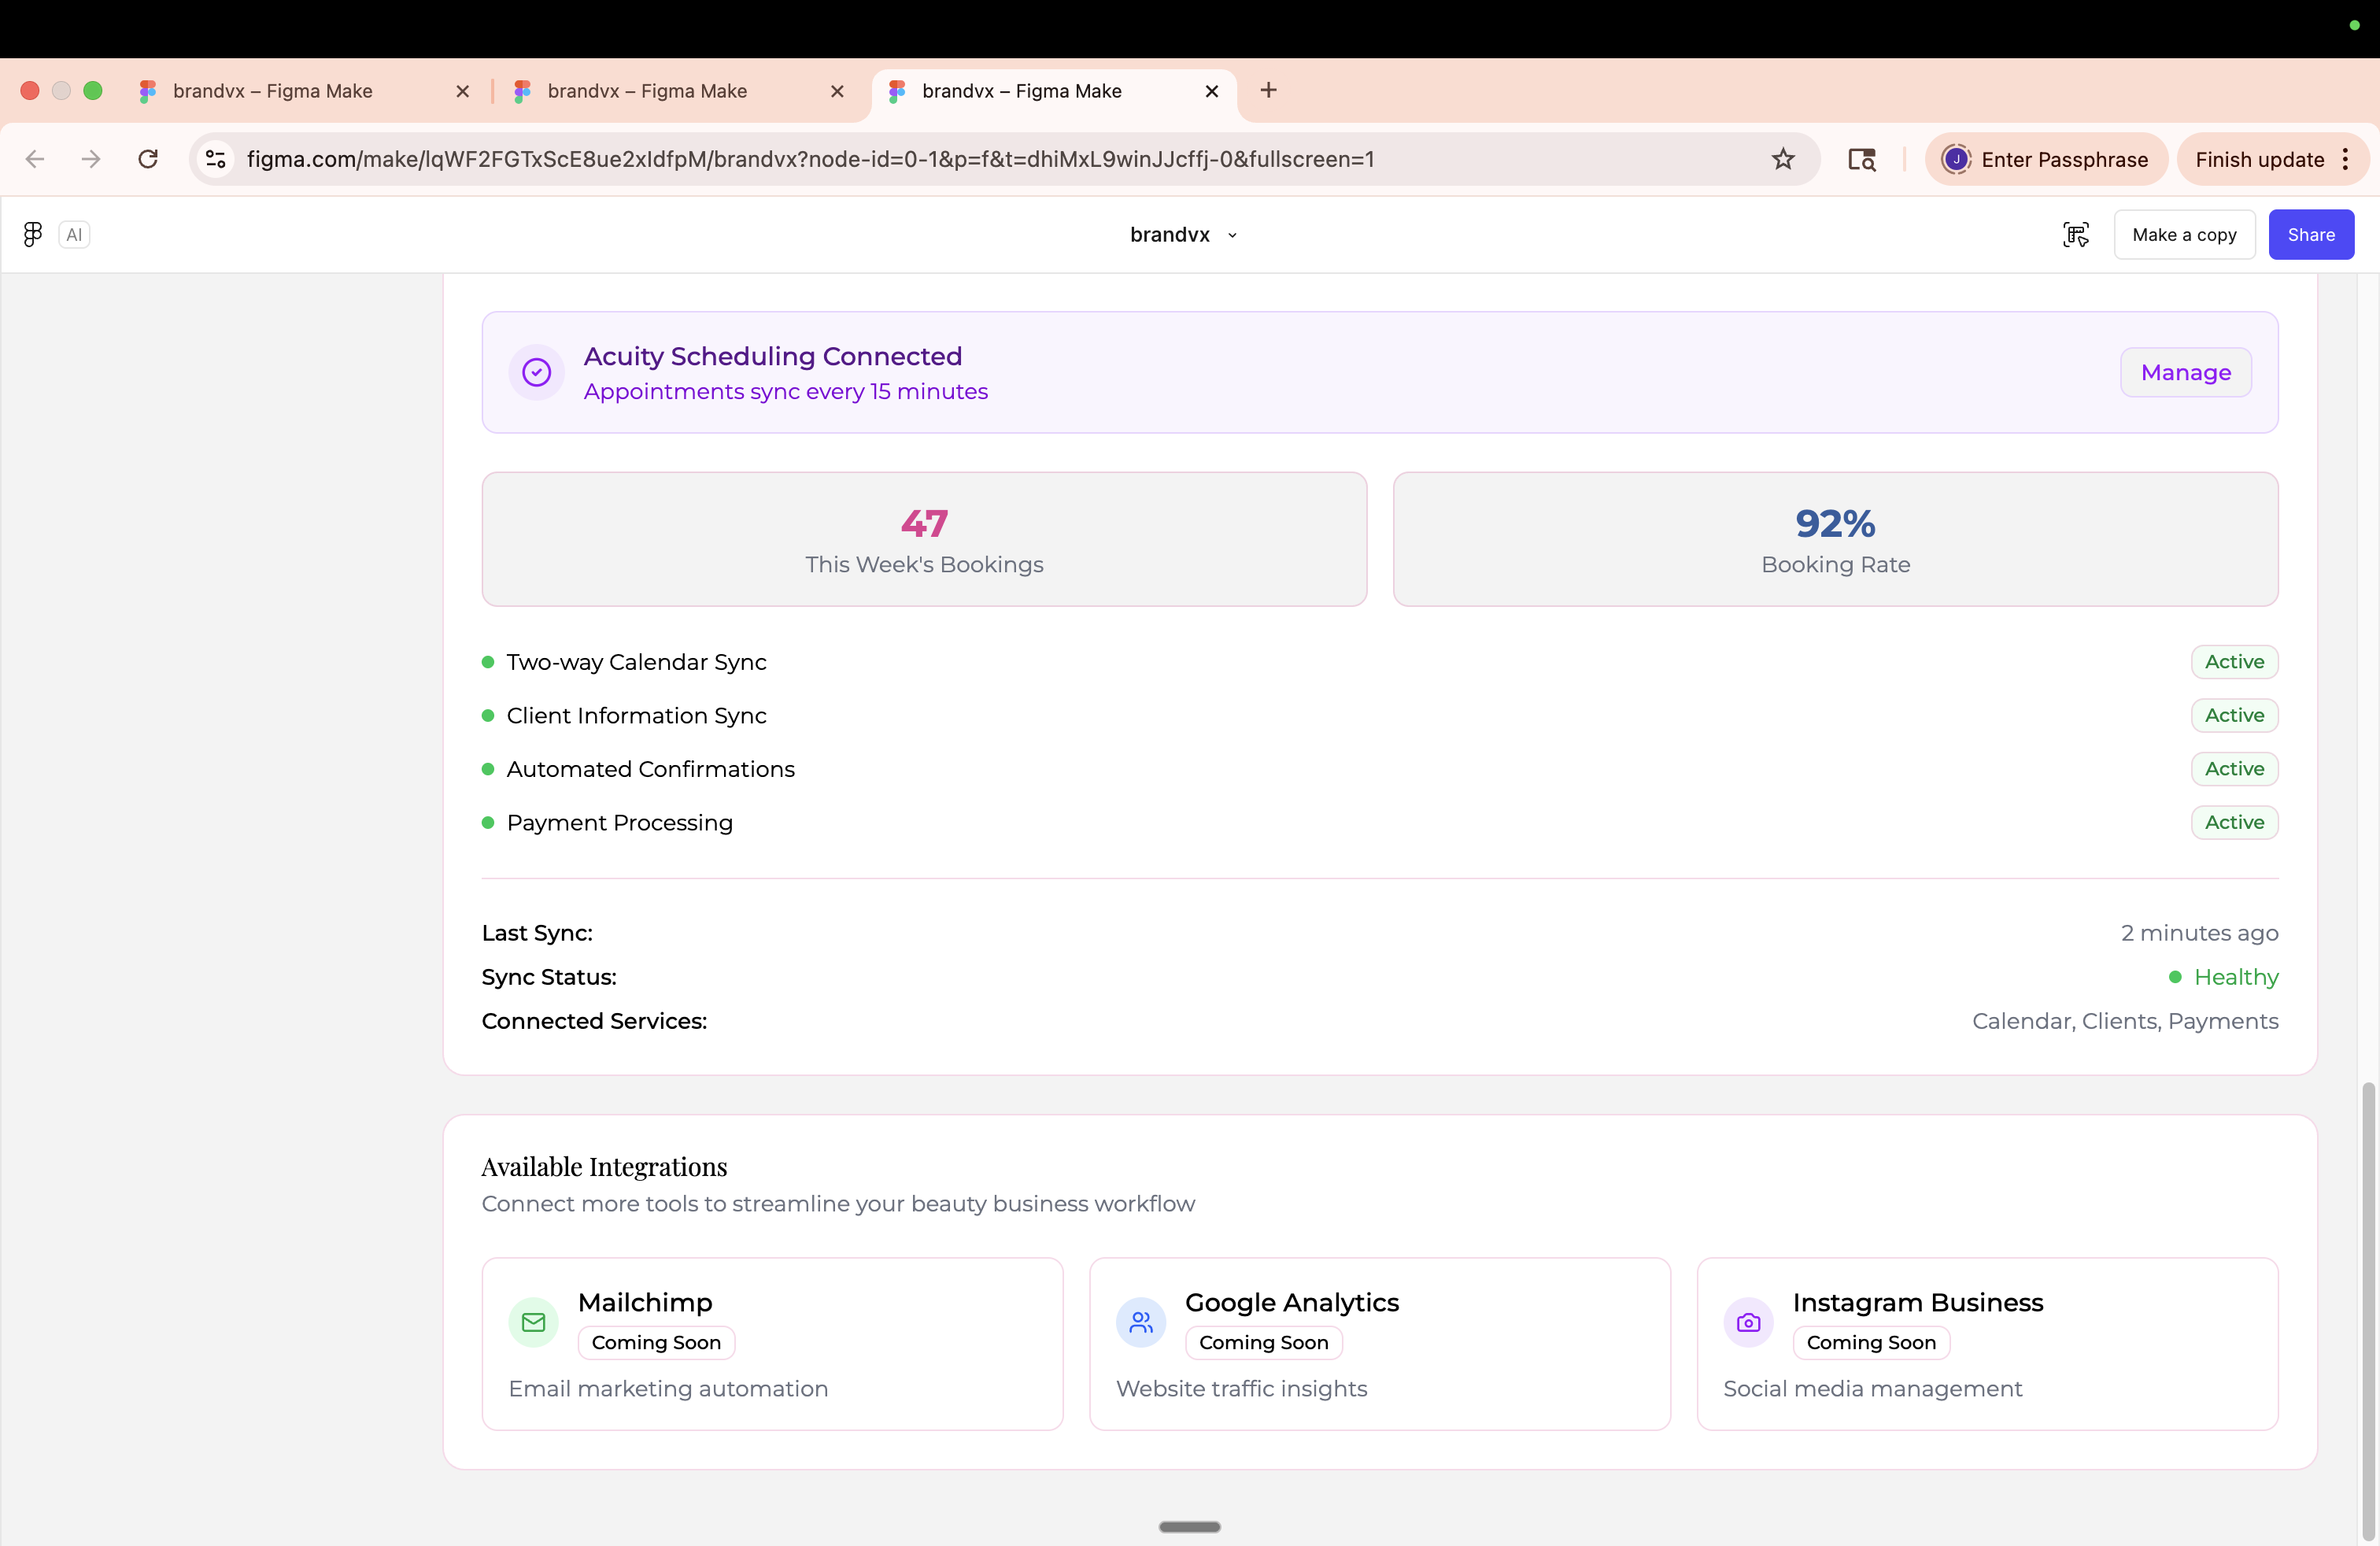 brandvx – Figma Make
brandvx – Figma Make
brandvx – Figma Make
figma.com/make/lqWF2FGTxScE8ue2xIdfpM/brandvx?node-id=0-1&p=f&t=dhiMxL9winJJcffj-0&fullscreen=1
J
Enter Passphrase
Finish update
AI
brandvx
Make a copy
Share
Acuity Scheduling Connected
Appointments sync every 15 minutes
Manage
47
This Week's Bookings
92%
Booking Rate
Two-way Calendar Sync
Active
Client Information Sync
Active
Automated Confirmations
Active
Payment Processing
Active
Last Sync:
2 minutes ago
Sync Status:
Healthy
Connected Services:
Calendar, Clients, Payments
Available Integrations
Connect more tools to streamline your beauty business workflow
Mailchimp
Coming Soon
Email marketing automation
Google Analytics
Coming Soon
Website traffic insights
Instagram Business
Coming Soon
Social media management